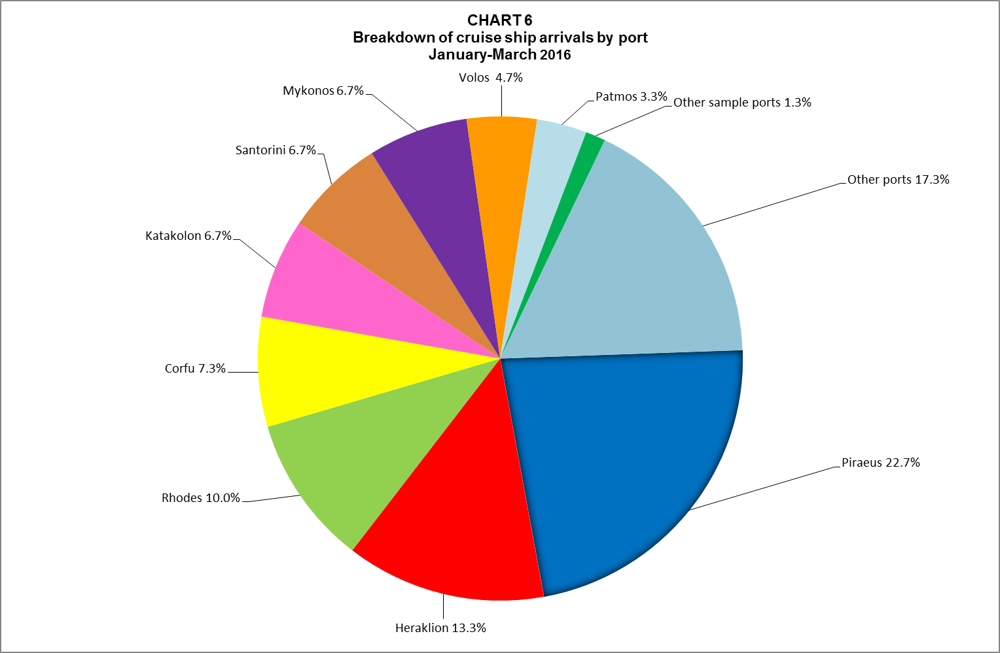 CHART 6
Breakdown of cruise ship arrivals by port
January-March 2016
Volos 4.7%
Mykonos 6.7%
Patmos 3.3%
Other sample ports 1.3%
Santorini 6.7%
Other ports 17.3%
Katakolon 6.7%
Corfu 7.3%
Piraeus 22.7%
Rhodes 10.0%
Heraklion 13.3%